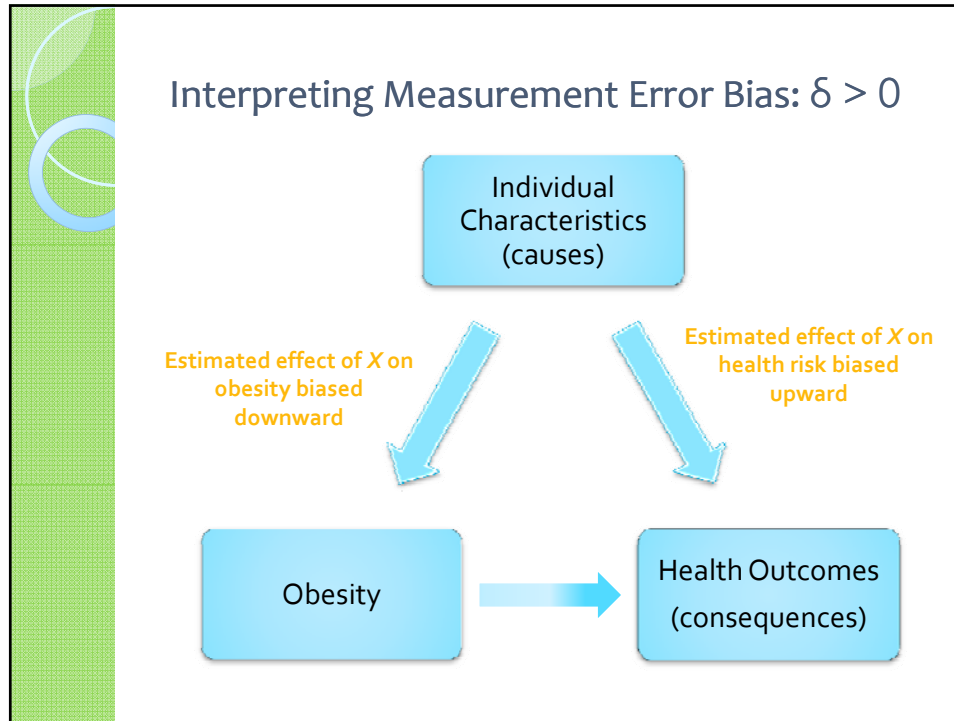 Interpreting Measurement Error Bias: δ > 0
Individual
Characteristics
(causes)
Estimated effect of X on
obesity biased
downward
Estimated effect of X on
health risk biased
upward
Obesity
Health Outcomes
(consequences)